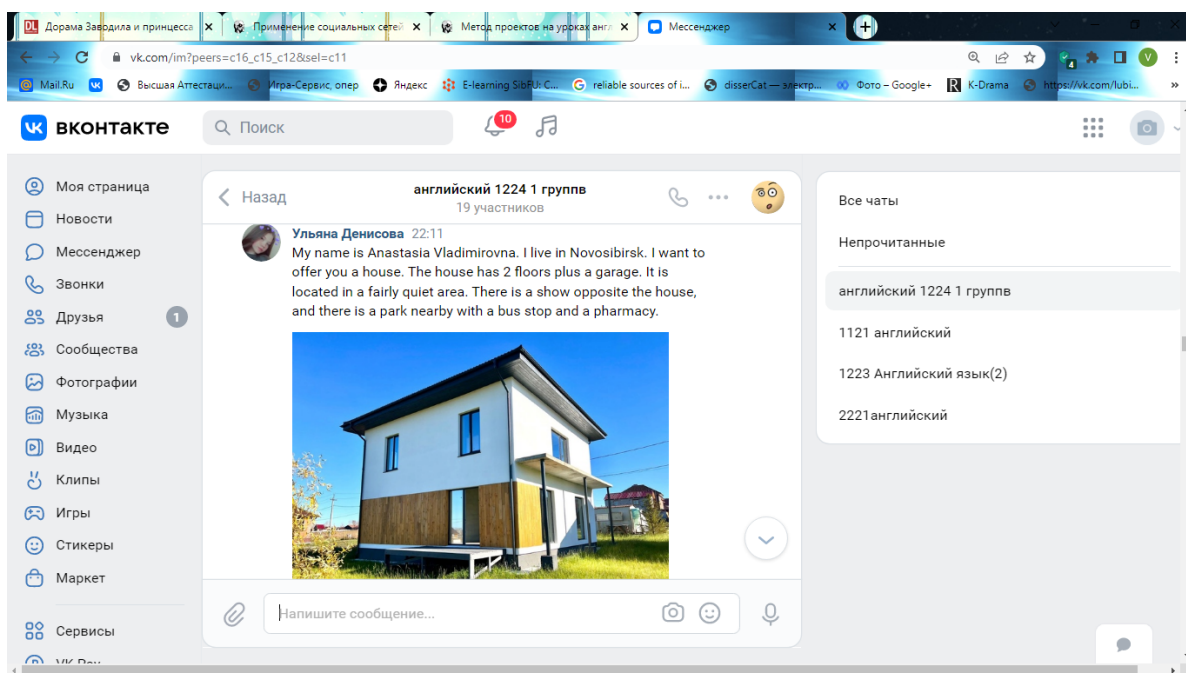 Дорама Заводила и принцесса
Применение социальных сетей
Метод проектов на уроках англ
Мессенджер
vk.com/im?peers=c16_c15_c12&sel=c11
V
Mail.Ru
Высшая Аттестаци...
Игра-Сервис, опер
Яндекс
E-learning SibFU: C...
reliable sources of i...
disserCat — электр...
Фото – Google+
K-Drama
https://vk.com/lubi...
»
вконтакте
Поиск
10
Моя страница
Новости
Мессенджер
Звонки
Друзья 1
Сообщества
Фотографии
Музыка
Видео
Клипы
Игры
Стикеры
Маркет
Сервисы
Назад
английский 1224 1 группв
19 участников
Ульяна Денисова 22:11
My name is Anastasia Vladimirovna. I live in Novosibirsk. I want to
offer you a house. The house has 2 floors plus a garage. It is
located in a fairly quiet area. There is a show opposite the house,
and there is a park nearby with a bus stop and a pharmacy.
Напишите сообщение...
Все чаты
Непрочитанные
английский 1224 1 группв
1121 английский
1223 Английский язык(2)
2221английский